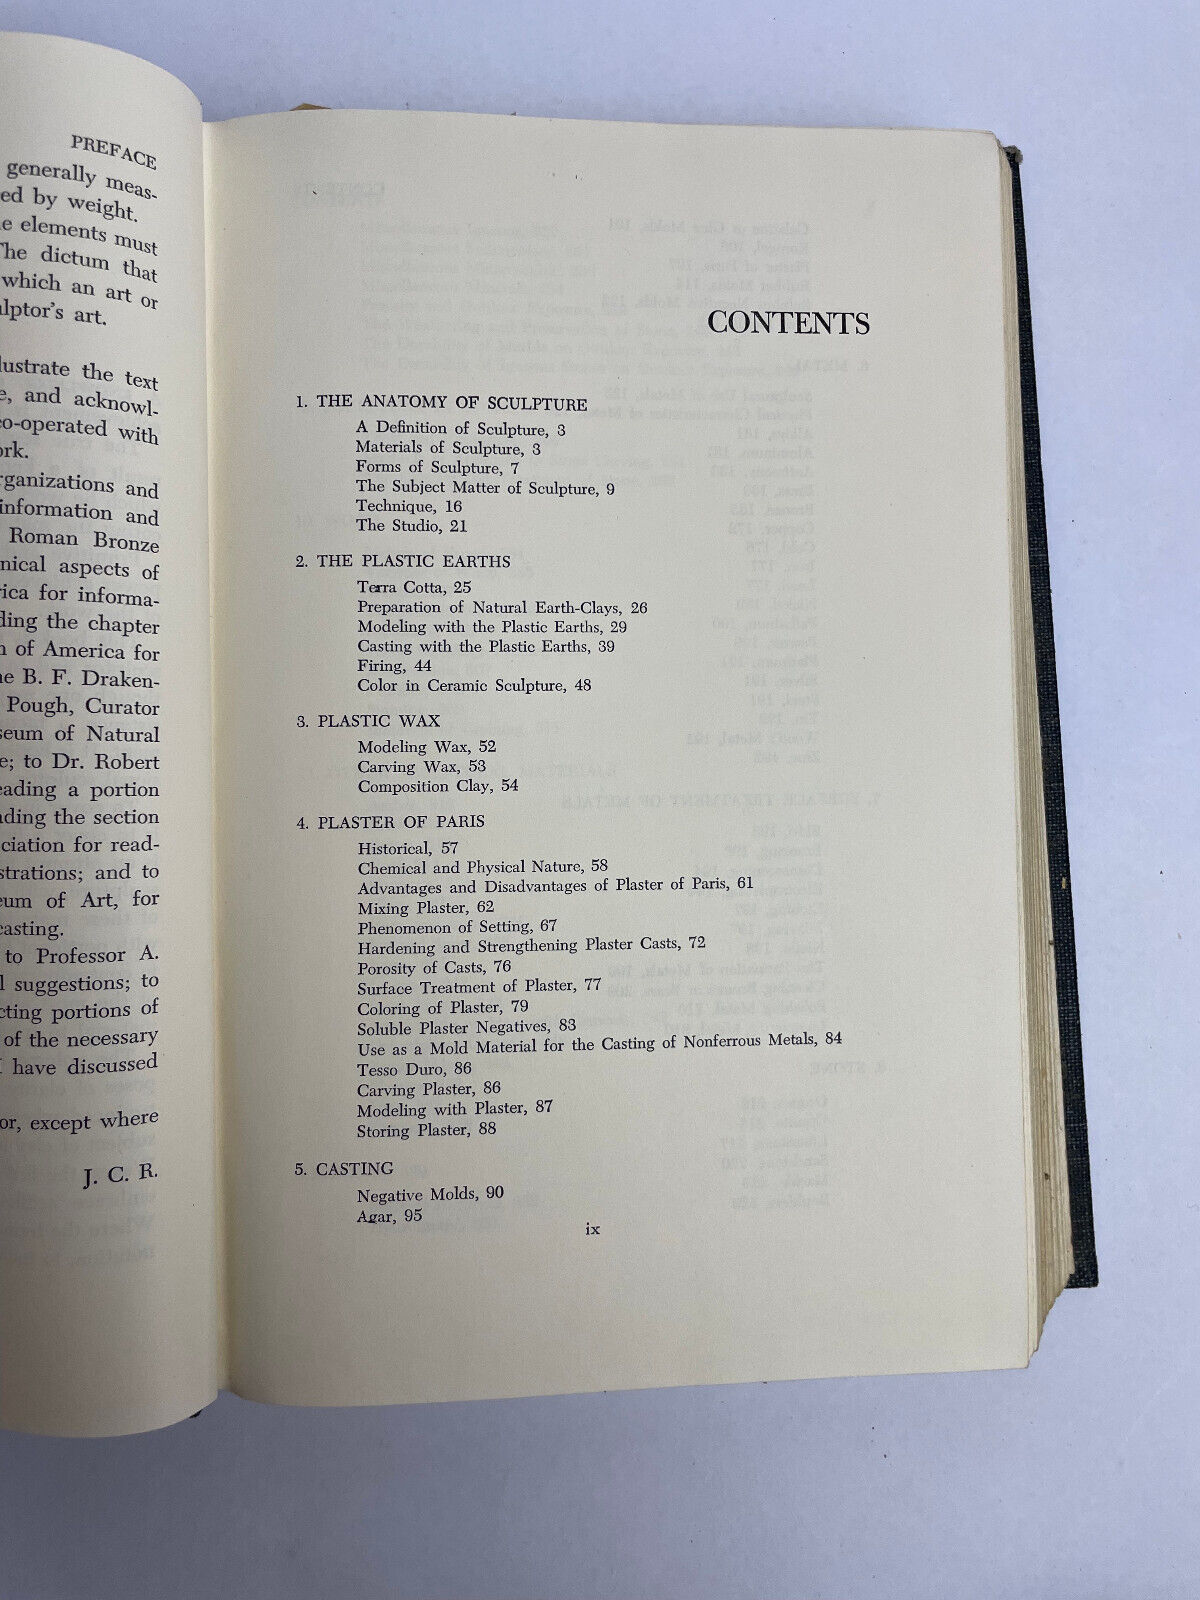 PREFACE
generally meas-
ed by weight.
e elements must
The dictum that
which an art or
lptor's art.
lustrate the text
e, and acknowl-
o-operated with
ork.
rganizations and
information and
Roman Bronze
nical aspects of
rica for informa-
ding the chapter
n of America for
ne B. F. Draken-
Pough, Curator
seum of Natural
e; to Dr. Robert
eading a portion
ading the section
ciation for read-
strations; and to
eum of Art, for
casting.
to Professor A.
l suggestions; to
cting portions of
of the necessary
I have discussed
or, except where
J. C. R.
CONTENTS
1. THE ANATOMY OF SCULPTURE
A Definition of Sculpture, 3
Materials of Sculpture, 3
Forms of Sculpture, 7
The Subject Matter of Sculpture, 9
Technique, 16
The Studio, 21
2. THE PLASTIC EARTHS
Terra Cotta, 25
Preparation of Natural Earth-Clays, 26
Modeling with the Plastic Earths, 29
Casting with the Plastic Earths, 39
Firing, 44
Color in Ceramic Sculpture, 48
3. PLASTIC WAX
Modeling Wax, 52
Carving Wax, 53
Composition Clay, 54
4. PLASTER OF PARIS
Historical, 57
Chemical and Physical Nature, 58
Advantages and Disadvantages of Plaster of Paris, 61
Mixing Plaster, 62
Phenomenon of Setting, 67
Hardening and Strengthening Plaster Casts, 72
Porosity of Casts, 76
Surface Treatment of Plaster, 77
Coloring of Plaster, 79
Soluble Plaster Negatives, 83
Use as a Mold Material for the Casting of Nonferrous Metals, 84
Tesso Duro, 86
Carving Plaster, 86
Modeling with Plaster, 87
Storing Plaster, 88
5. CASTING
Negative Molds, 90
Agar, 95
ix